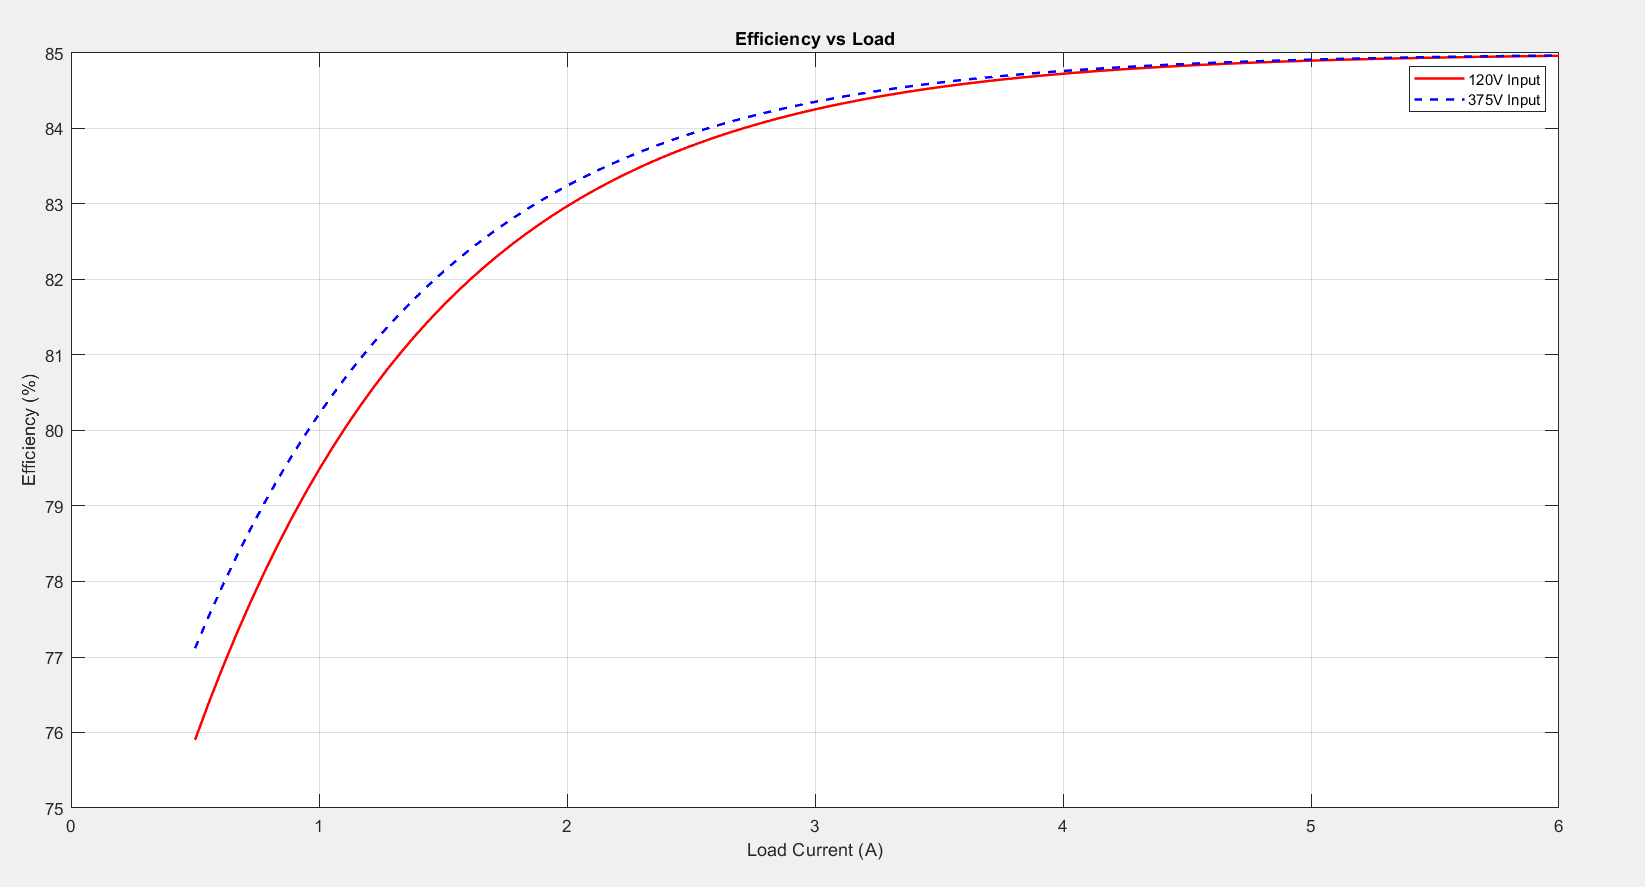 Efficiency vs Load
120V Input
375V Input
85
84
83
82
81
80
79
78
77
76
75
Efficiency (%)
0 1 2 3 4 5 6
Load Current (A)